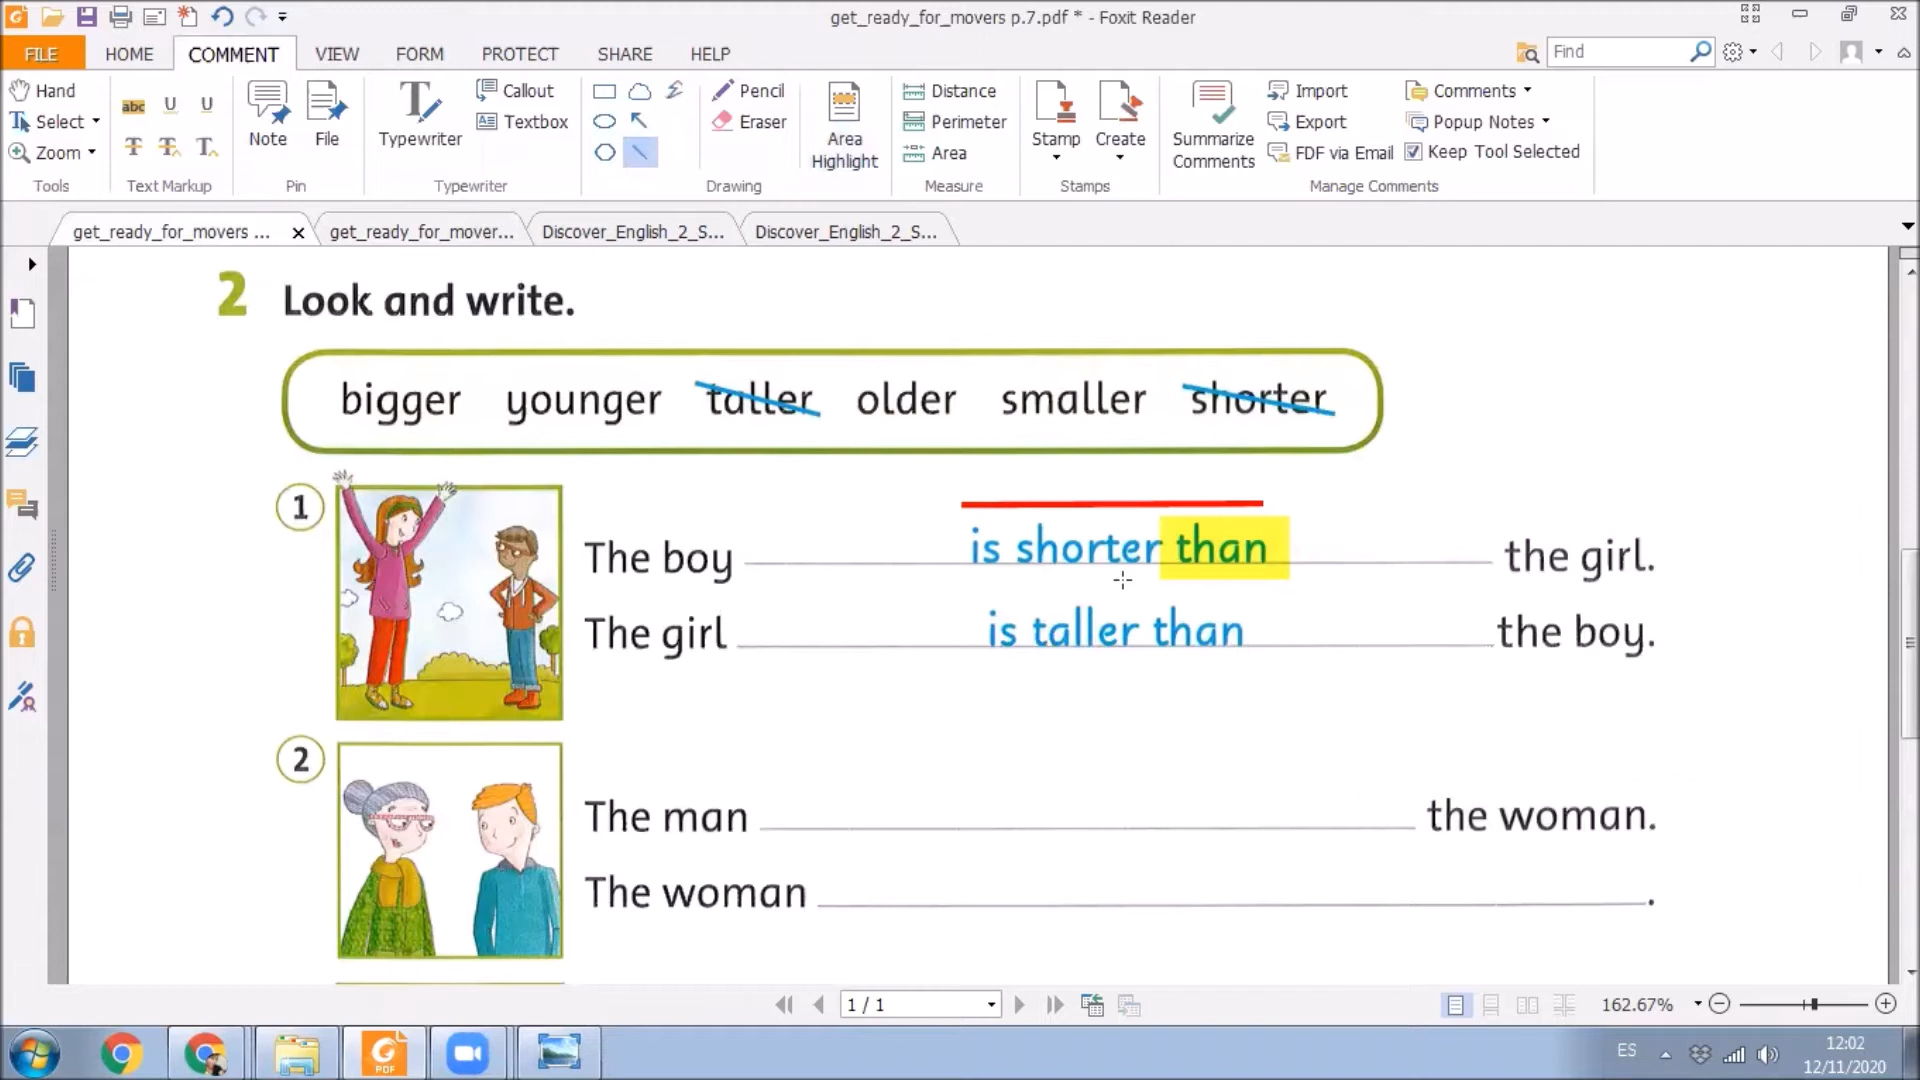 get_ready_for_movers p.7.pdf * - Foxit Reader
FILE HOME COMMENT VIEW FORM PROTECT SHARE HELP Find
Hand
Select
Zoom
Tools
abc U U
T T T
Text Markup
Note File
Pin
Typewriter
Callout
Textbox
Typewriter
Drawing
Pencil
Eraser
Area
Highlight
Distance
Perimeter
Area
Measure
Stamp Create
Stamps
Summarize
Comments
Import
Export
FDF via Email
Comments
Popup Notes
Keep Tool Selected
Manage Comments
get_ready_for_movers ... get_ready_for_mover... Discover_English_2_S... Discover_English_2_S...
2 Look and write.
bigger younger taller older smaller shorter
1
The boy is shorter than the girl.
The girl is taller than the boy.
2
The man the woman.
The woman .
1 / 1 162.67%
PDF
ES
12:02
12/11/2020